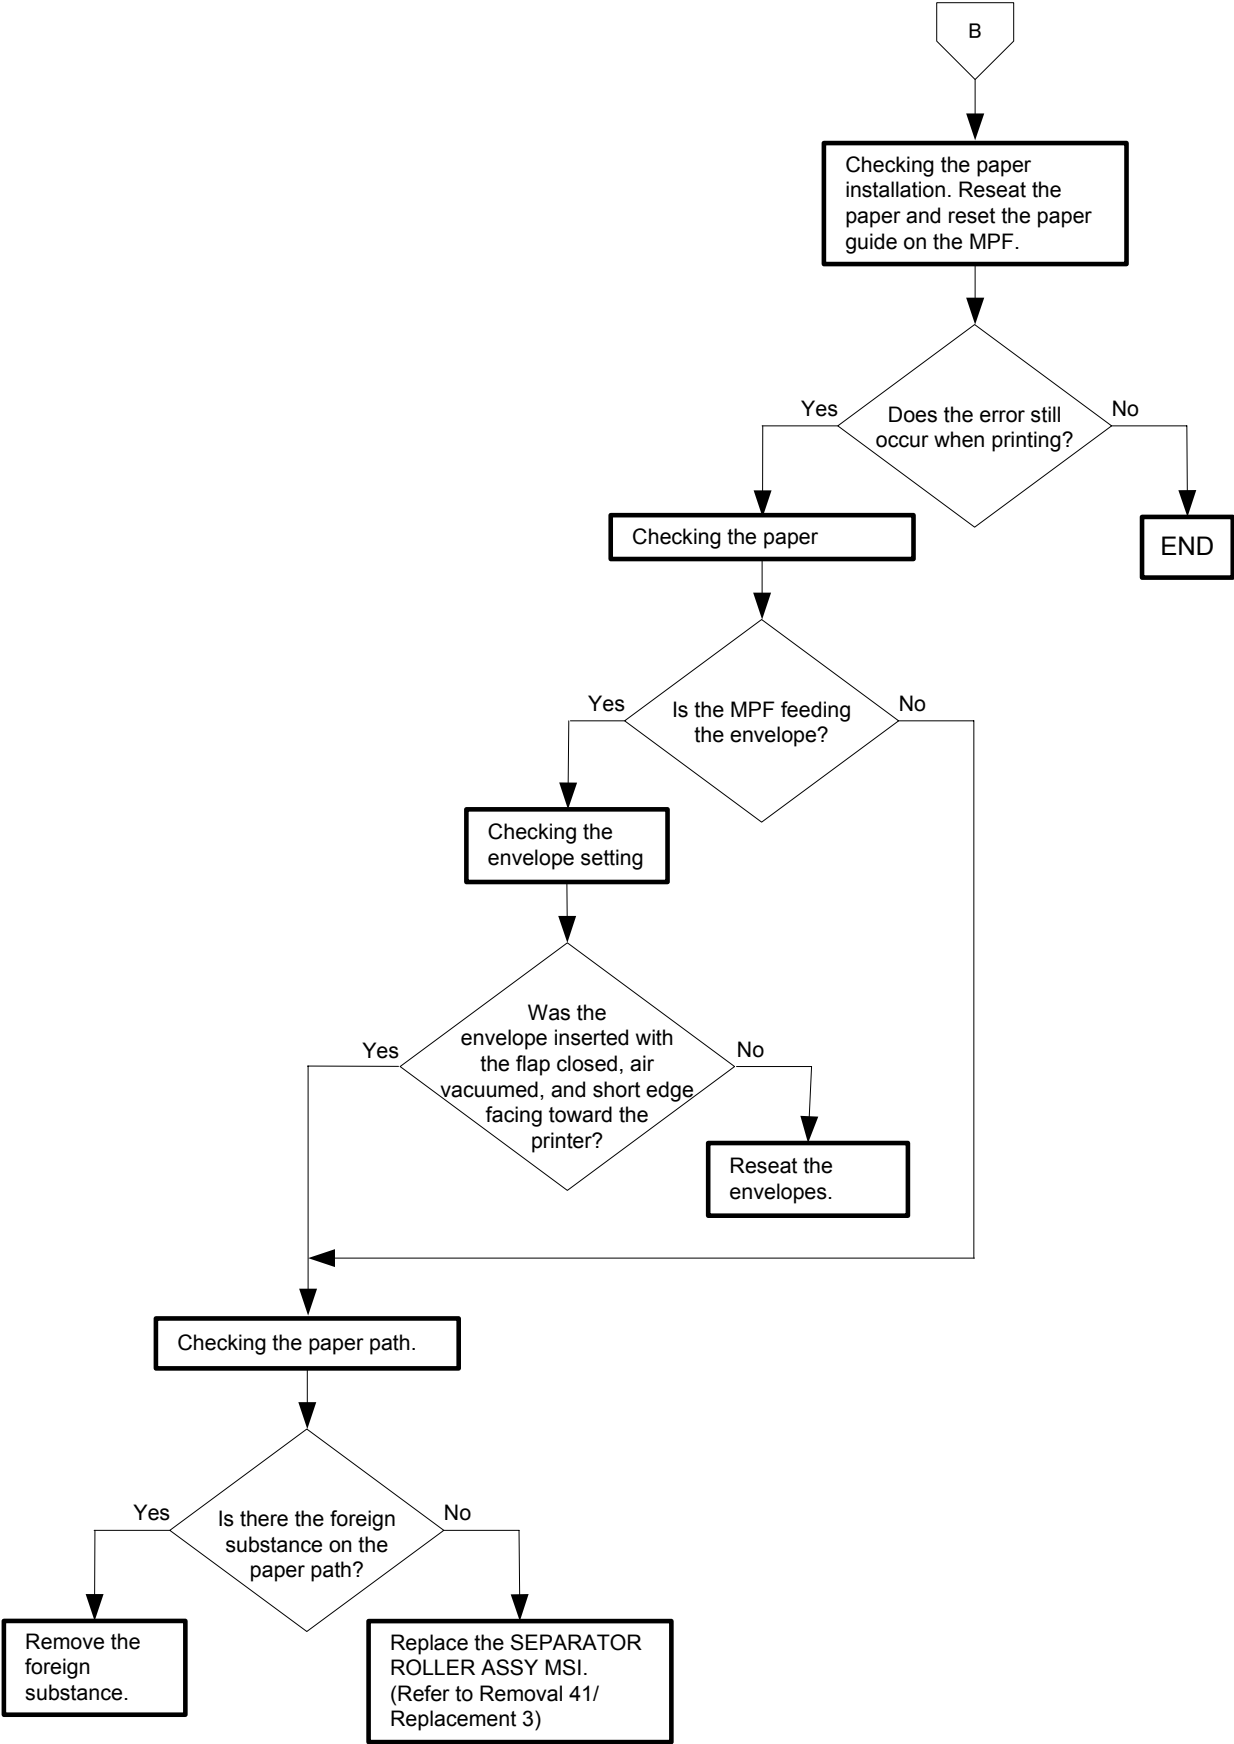 B
Checking the paper
installation. Reseat the
paper and reset the paper
guide on the MPF.
Yes
Does the error still
occur when printing?
No
Checking the paper
END
Yes
Is the MPF feeding
the envelope?
No
Checking the
envelope setting
Yes
Was the
envelope inserted with
the flap closed, air
vacuumed, and short edge
facing toward the
printer?
No
Reseat the
envelopes.
Checking the paper path.
Yes
Is there the foreign
substance on the
paper path?
No
Remove the
foreign
substance.
Replace the SEPARATOR
ROLLER ASSY MSI.
(Refer to Removal 41/
Replacement 3)